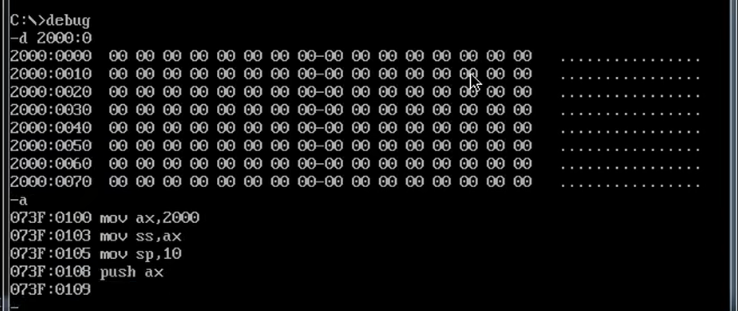 C:\>debug
-d 2000:0
2000:0000  00 00 00 00 00 00 00 00-00 00 00 00 00 00 00 00   ................
2000:0010  00 00 00 00 00 00 00 00-00 00 00 00 00 00 00 00   ................
2000:0020  00 00 00 00 00 00 00 00-00 00 00 00 00 00 00 00   ................
2000:0030  00 00 00 00 00 00 00 00-00 00 00 00 00 00 00 00   ................
2000:0040  00 00 00 00 00 00 00 00-00 00 00 00 00 00 00 00   ................
2000:0050  00 00 00 00 00 00 00 00-00 00 00 00 00 00 00 00   ................
2000:0060  00 00 00 00 00 00 00 00-00 00 00 00 00 00 00 00   ................
2000:0070  00 00 00 00 00 00 00 00-00 00 00 00 00 00 00 00   ................
-a
073F:0100 mov ax,2000
073F:0103 mov ss,ax
073F:0105 mov sp,10
073F:0108 push ax
073F:0109
-